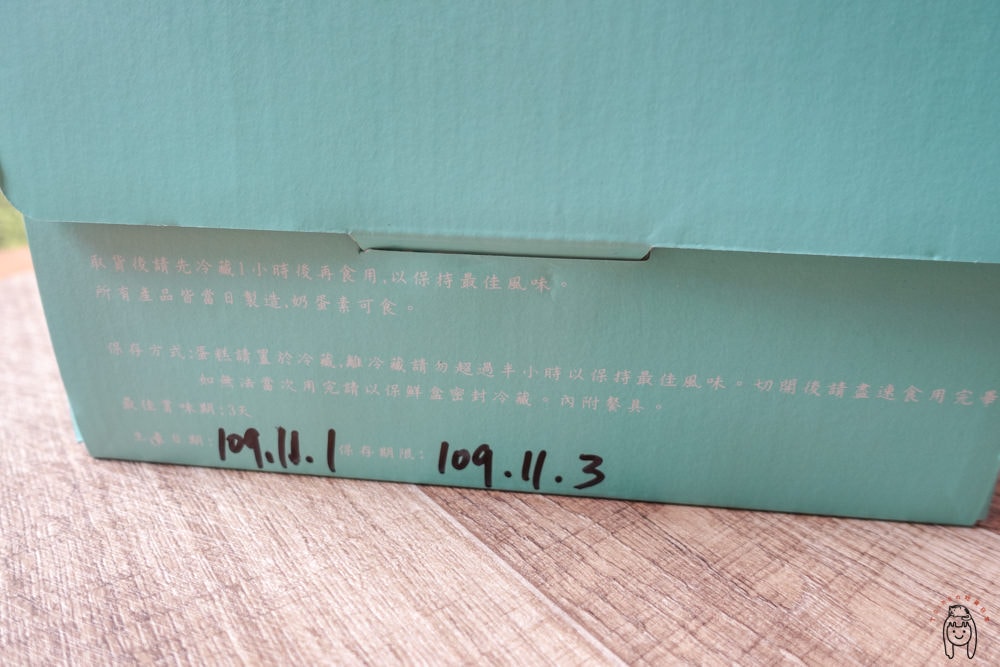 取貨後請先冷藏1小時後再食用,以保持最佳風味。
所有產品皆當日製造,奶蛋素可食。
保存方式:蛋糕請置於冷藏,離冷藏請勿超過半小時以保持最佳風味。切開後請盡速食用完畢
如無法當次用完請以保鮮盒密封冷藏。內附餐具。
最佳賞味期:3天
生產日期:109.11.1 保存期限:109.11.3